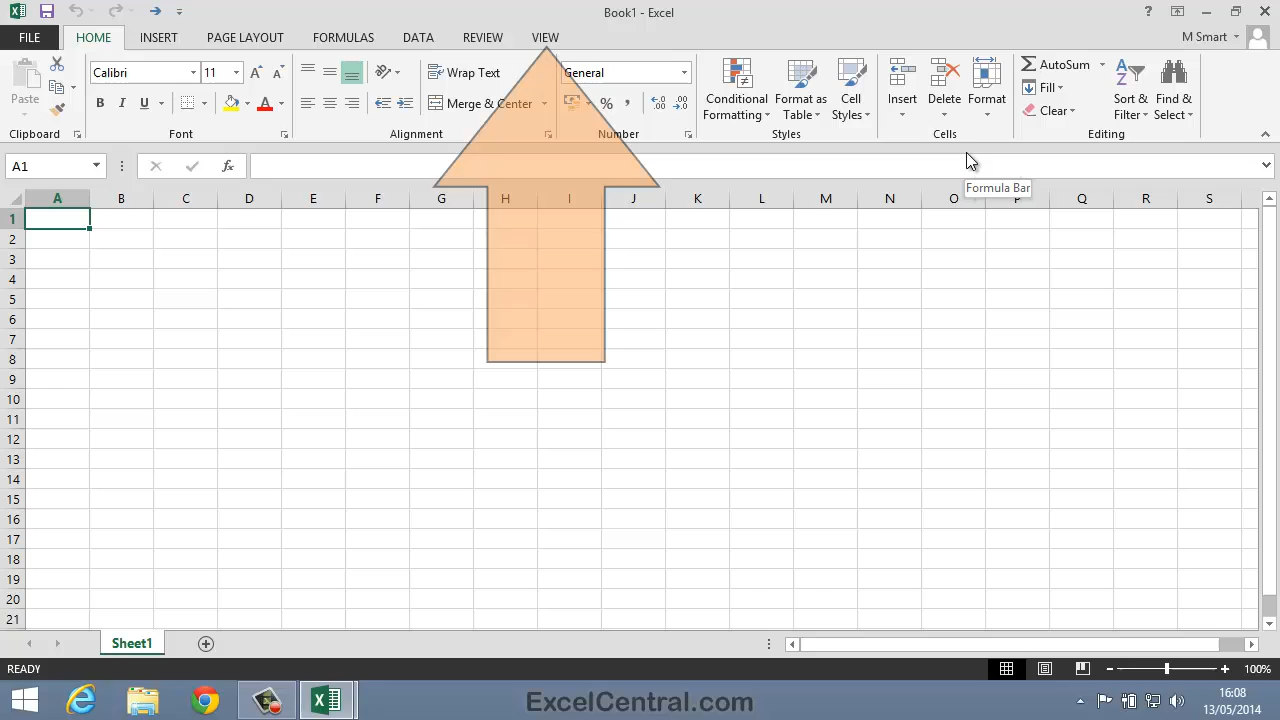 Book1 - Excel
?
FILE HOME INSERT PAGE LAYOUT FORMULAS DATA REVIEW VIEW M Smart
Paste
Calibri 11
B I U A
Wrap Text
Merge & Center
General
% ,
Conditional Formatting
Format as Table
Cell Styles
Insert
Delete
Format
AutoSum
Fill
Clear
Sort & Filter
Find & Select
Clipboard Font Alignment Number Styles Cells Editing
A1 fx
Formula Bar
A B C D E F G H I J K L M N O P Q R S
1
2
3
4
5
6
7
8
9
10
11
12
13
14
15
16
17
18
19
20
21
Sheet1
READY 100%
ExcelCentral.com
16:08
13/05/2014